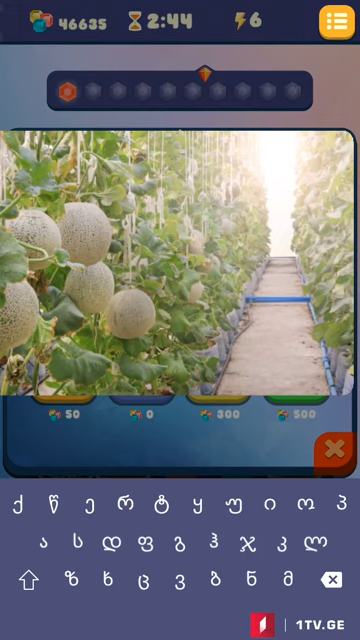 46635 2:44 6
50 0 300 500
ქ წ ე რ ტ ყ უ ი ო პ
ა ს დ ფ გ ჰ ჯ კ ლ
ზ ხ ც ვ ბ ნ მ
1TV.GE